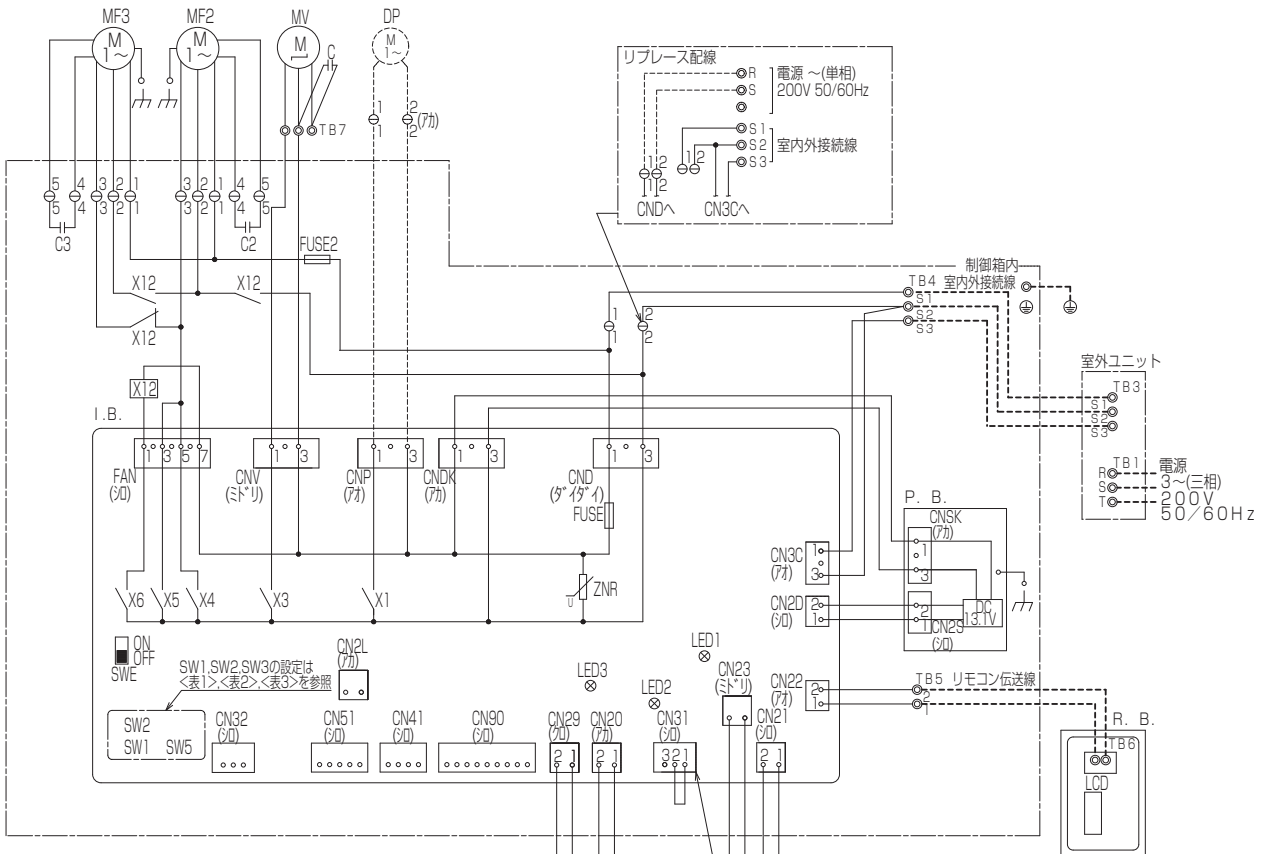 MF3
MF2
MV
DP
M
1~
M
1~
M
M
1~
C
TB7
1
1
2
2
(アカ)
リプレース配線
R
S
電源 ~(単相)
200V 50/60Hz
S1
S2
S3
室内外接続線
1 2
1 2
1 2
CNDへ
CN3Cへ
5 4 3 2 1
5 4 3 2 1
3 2 1 4 5
3 2 1 4 5
C3
C2
FUSE2
X12
X12
X12
X12
1
1
2
2
制御箱内
TB4
室内外接続線
S1
S2
S3
室外ユニット
TB3
S1
S2
S3
TB1
R
S
T
電源
3~(三相)
200V
50/60Hz
I.B.
1 3 5 7
FAN
(シロ)
1 3
CNV
(ミドリ)
1 3
CNP
(アオ)
1 3
CNDK
(アカ)
1 3
CND
(ダイダイ)
FUSE
P. B.
CNSK
(アカ)
1
3
2
1
CN2S
(シロ)
DC
13.1V
CN3C
(アオ)
1
3
CN2D
(シロ)
2
1
X6
X5
X4
X3
X1
U
ZNR
SWE
ON
OFF
SW1,SW2,SW3の設定は
<表1>,<表2>,<表3>を参照
SW2
SW1
SW5
CN2L
(アカ)
LED3
LED1
LED2
CN23
(ミドリ)
CN22
(アオ)
2
1
TB5 リモコン伝送線
2
1
R. B.
TB6
LCD
CN32
(シロ)
CN51
(シロ)
CN41
(シロ)
CN90
(シロ)
CN29
(クロ)
2 1
CN20
(アカ)
2 1
CN31
(シロ)
3 2 1
CN21
(シロ)
2 1